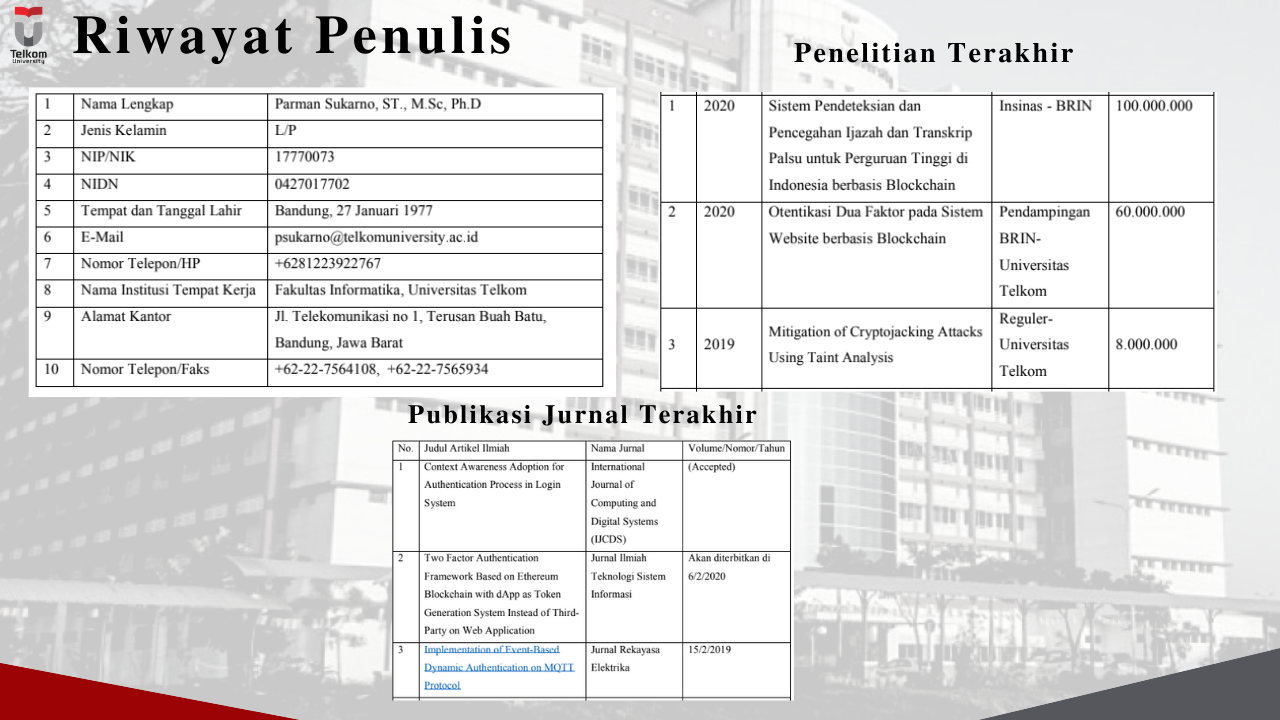 Telkom
University
Riwayat Penulis
1 Nama Lengkap Parman Sukarno, ST., M.Sc, Ph.D
2 Jenis Kelamin L/P
3 NIP/NIK 17770073
4 NIDN 0427017702
5 Tempat dan Tanggal Lahir Bandung, 27 Januari 1977
6 E-Mail psukarno@telkomuniversity.ac.id
7 Nomor Telepon/HP +6281223922767
8 Nama Institusi Tempat Kerja Fakultas Informatika, Universitas Telkom
9 Alamat Kantor Jl. Telekomunikasi no 1, Terusan Buah Batu,
Bandung, Jawa Barat
10 Nomor Telepon/Faks +62-22-7564108, +62-22-7565934
Penelitian Terakhir
1 2020 Sistem Pendeteksian dan Insinas - BRIN 100.000.000
Pencegahan Ijazah dan Transkrip
Palsu untuk Perguruan Tinggi di
Indonesia berbasis Blockchain
2 2020 Otentikasi Dua Faktor pada Sistem Pendampingan 60.000.000
Website berbasis Blockchain BRIN-
Universitas
Telkom
Reguler-
Mitigation of Cryptojacking Attacks
3 2019 Universitas 8.000.000
Using Taint Analysis
Telkom
Publikasi Jurnal Terakhir
No. Judul Artikel Ilmiah Nama Jurnal Volume/Nomor/Tahun
1 Context Awareness Adoption for International (Accepted)
Authentication Process in Login Journal of
System Computing and
Digital Systems
(IJCDS)
2 Two Factor Authentication Jurnal Ilmiah Akan diterbitkan di
Framework Based on Ethereum Teknologi Sistem 6/2/2020
Blockchain with dApp as Token Informasi
Generation System Instead of Third-
Party on Web Application
3 Implementation of Event-Based Jurnal Rekayasa 15/2/2019
Dynamic Authentication on MQTT Elektrika
Protocol